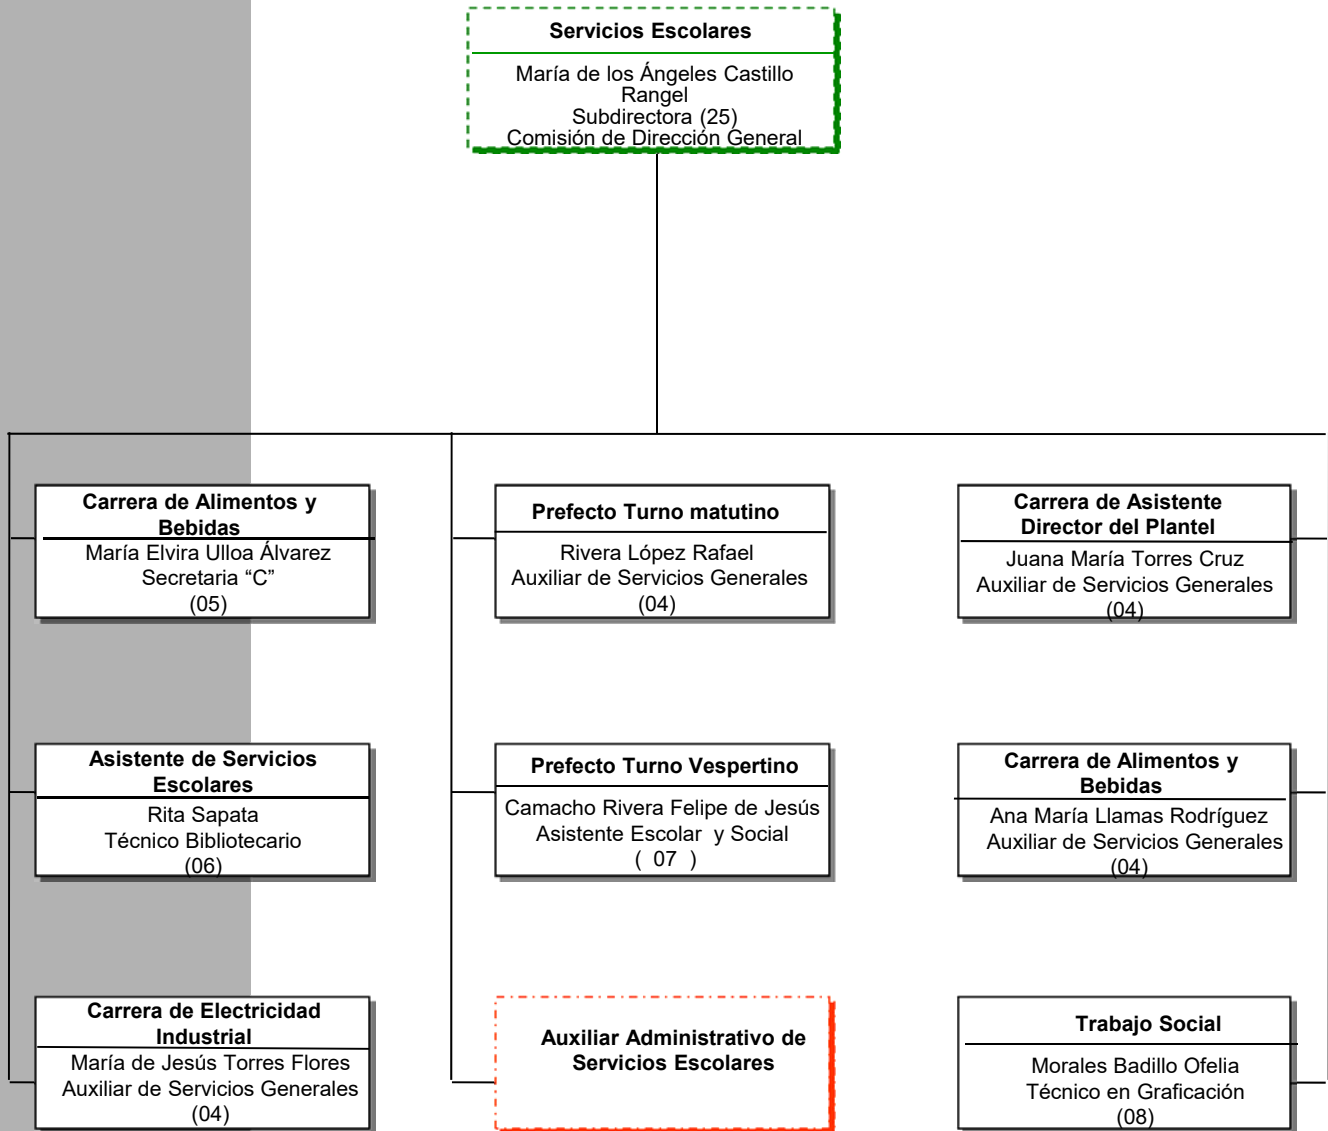 Servicios Escolares
María de los Ángeles Castillo
Rangel
Subdirectora (25)
Comisión de Dirección General
Carrera de Alimentos y
Bebidas
María Elvira Ulloa Álvarez
Secretaria “C”
(05)
Prefecto Turno matutino
Rivera López Rafael
Auxiliar de Servicios Generales
(04)
Carrera de Asistente
Director del Plantel
Juana María Torres Cruz
Auxiliar de Servicios Generales
(04)
Asistente de Servicios
Escolares
Rita Sapata
Técnico Bibliotecario
(06)
Prefecto Turno Vespertino
Camacho Rivera Felipe de Jesús
Asistente Escolar  y Social
(  07  )
Carrera de Alimentos y
Bebidas
Ana María Llamas Rodríguez
Auxiliar de Servicios Generales
(04)
Carrera de Electricidad
Industrial
María de Jesús Torres Flores
Auxiliar de Servicios Generales
(04)
Auxiliar Administrativo de
Servicios Escolares
Trabajo Social
Morales Badillo Ofelia
Técnico en Graficación
(08)